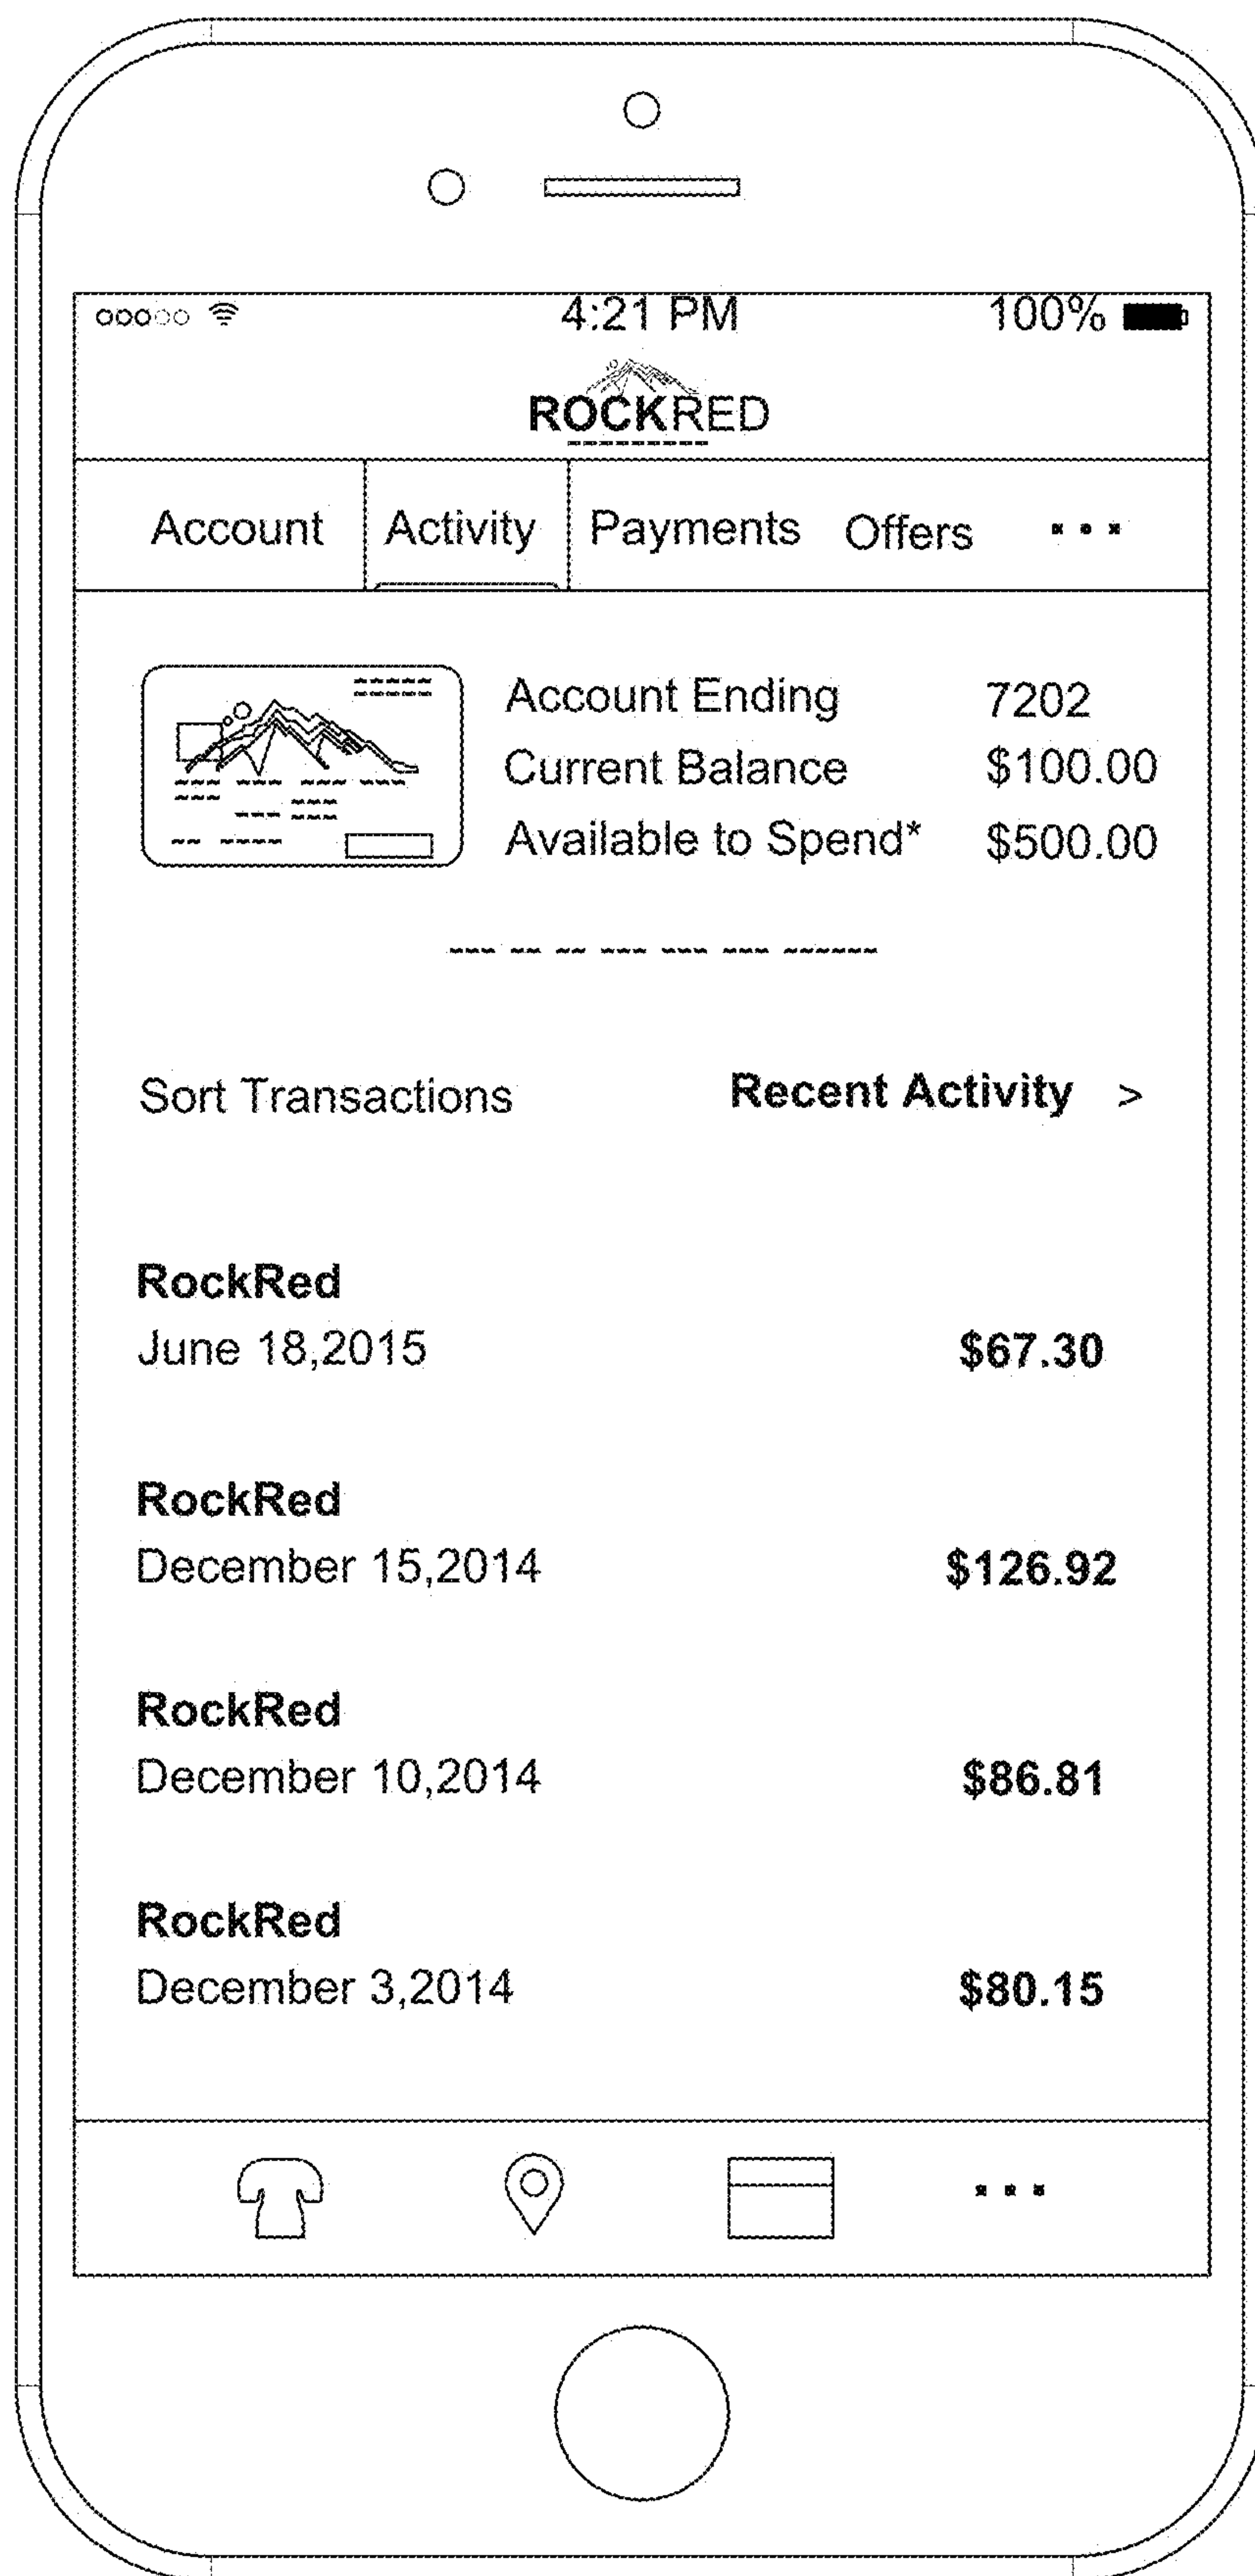 4:21 PM 100%
ROCKRED
Account Activity Payments Offers ...
Account Ending 7202
Current Balance $100.00
Available to Spend* $500.00
Sort Transactions Recent Activity >
RockRed
June 18,2015 $67.30
RockRed
December 15,2014 $126.92
RockRed
December 10,2014 $86.81
RockRed
December 3,2014 $80.15
...